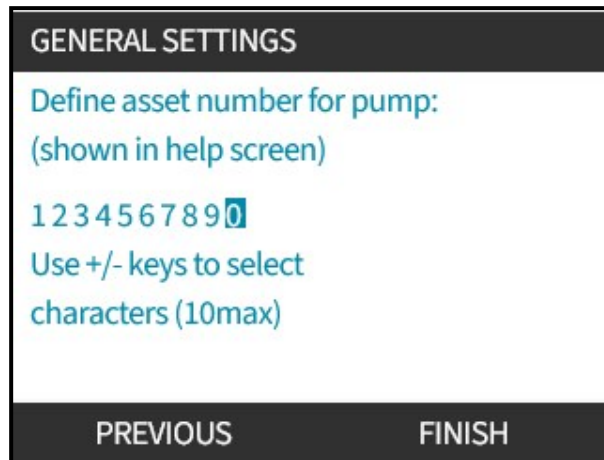 GENERAL SETTINGS
Define asset number for pump:
(shown in help screen)
1234567890
Use +/- keys to select
characters (10max)
PREVIOUS FINISH